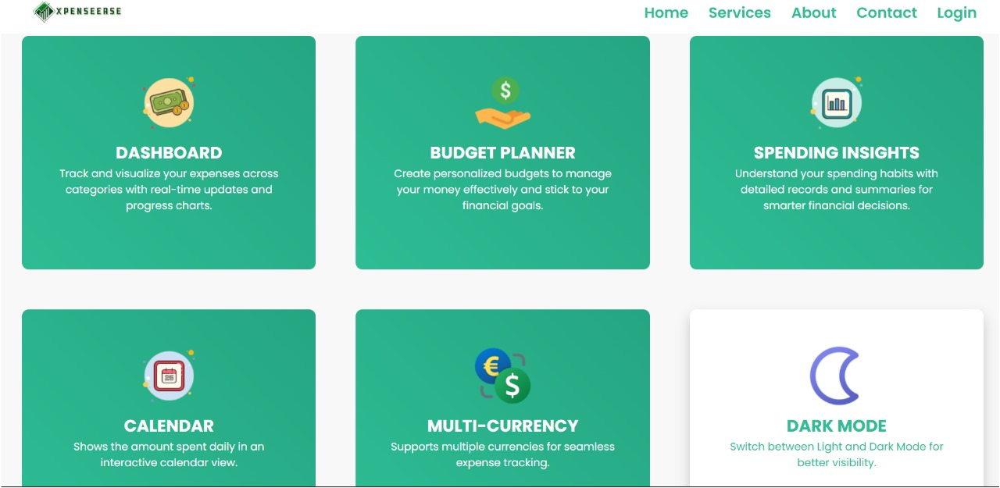 XPENSEEASE
Home Services About Contact Login
$
DASHBOARD
Track and visualize your expenses across
categories with real-time updates and
progress charts.
BUDGET PLANNER
Create personalized budgets to manage
your money effectively and stick to your
financial goals.
SPENDING INSIGHTS
Understand your spending habits with
detailed records and summaries for
smarter financial decisions.
€
$
CALENDAR
Shows the amount spent daily in an
interactive calendar view.
MULTI-CURRENCY
Supports multiple currencies for seamless
expense tracking.
DARK MODE
Switch between Light and Dark Mode for
better visibility.